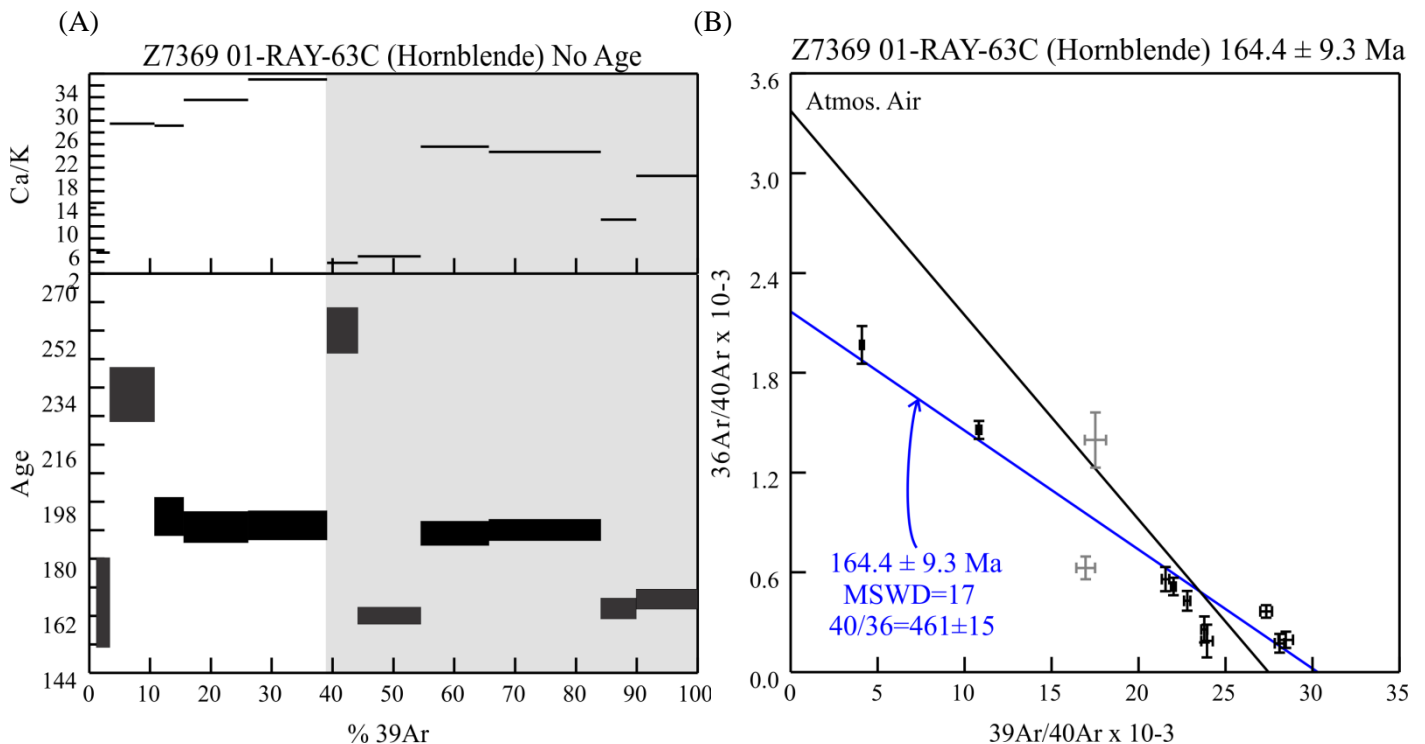 (A)
Z7369 01-RAY-63C (Hornblende) No Age
Ca/K
34
30
26
22
18
14
10
6
2
Age
270
252
234
216
198
180
162
144
0 10 20 30 40 50 60 70 80 90 100
% 39Ar
(B)
Z7369 01-RAY-63C (Hornblende) 164.4 ± 9.3 Ma
36Ar/40Ar x 10-3
3.6
3.0
2.4
1.8
1.2
0.6
0.0
Atmos. Air
164.4 ± 9.3 Ma
MSWD=17
40/36=461±15
0 5 10 15 20 25 30 35
39Ar/40Ar x 10-3